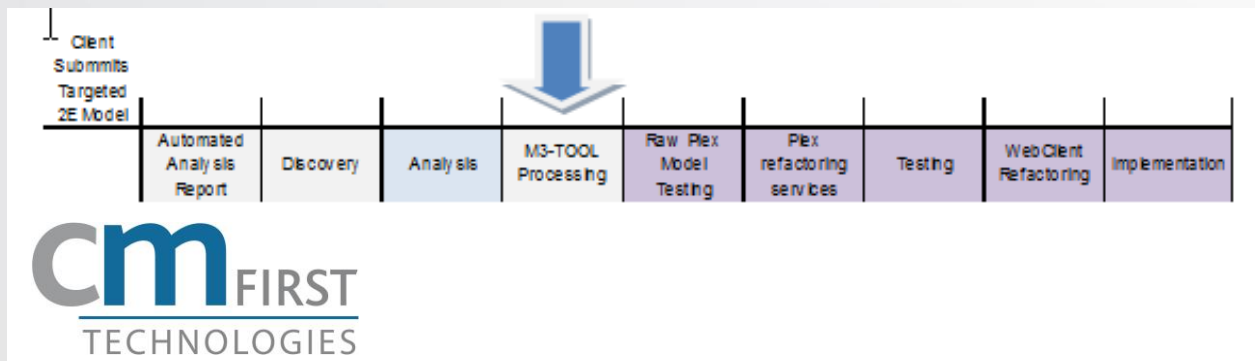 Client
Submmits
Targeted
2E Model
Automated
Analysis
Report
Discovery
Analysis
M3-TOOL
Processing
Raw Plex
Model
Testing
Plex
refactoring
services
Testing
WebClient
Refactoring
Implementation
cm FIRST
TECHNOLOGIES